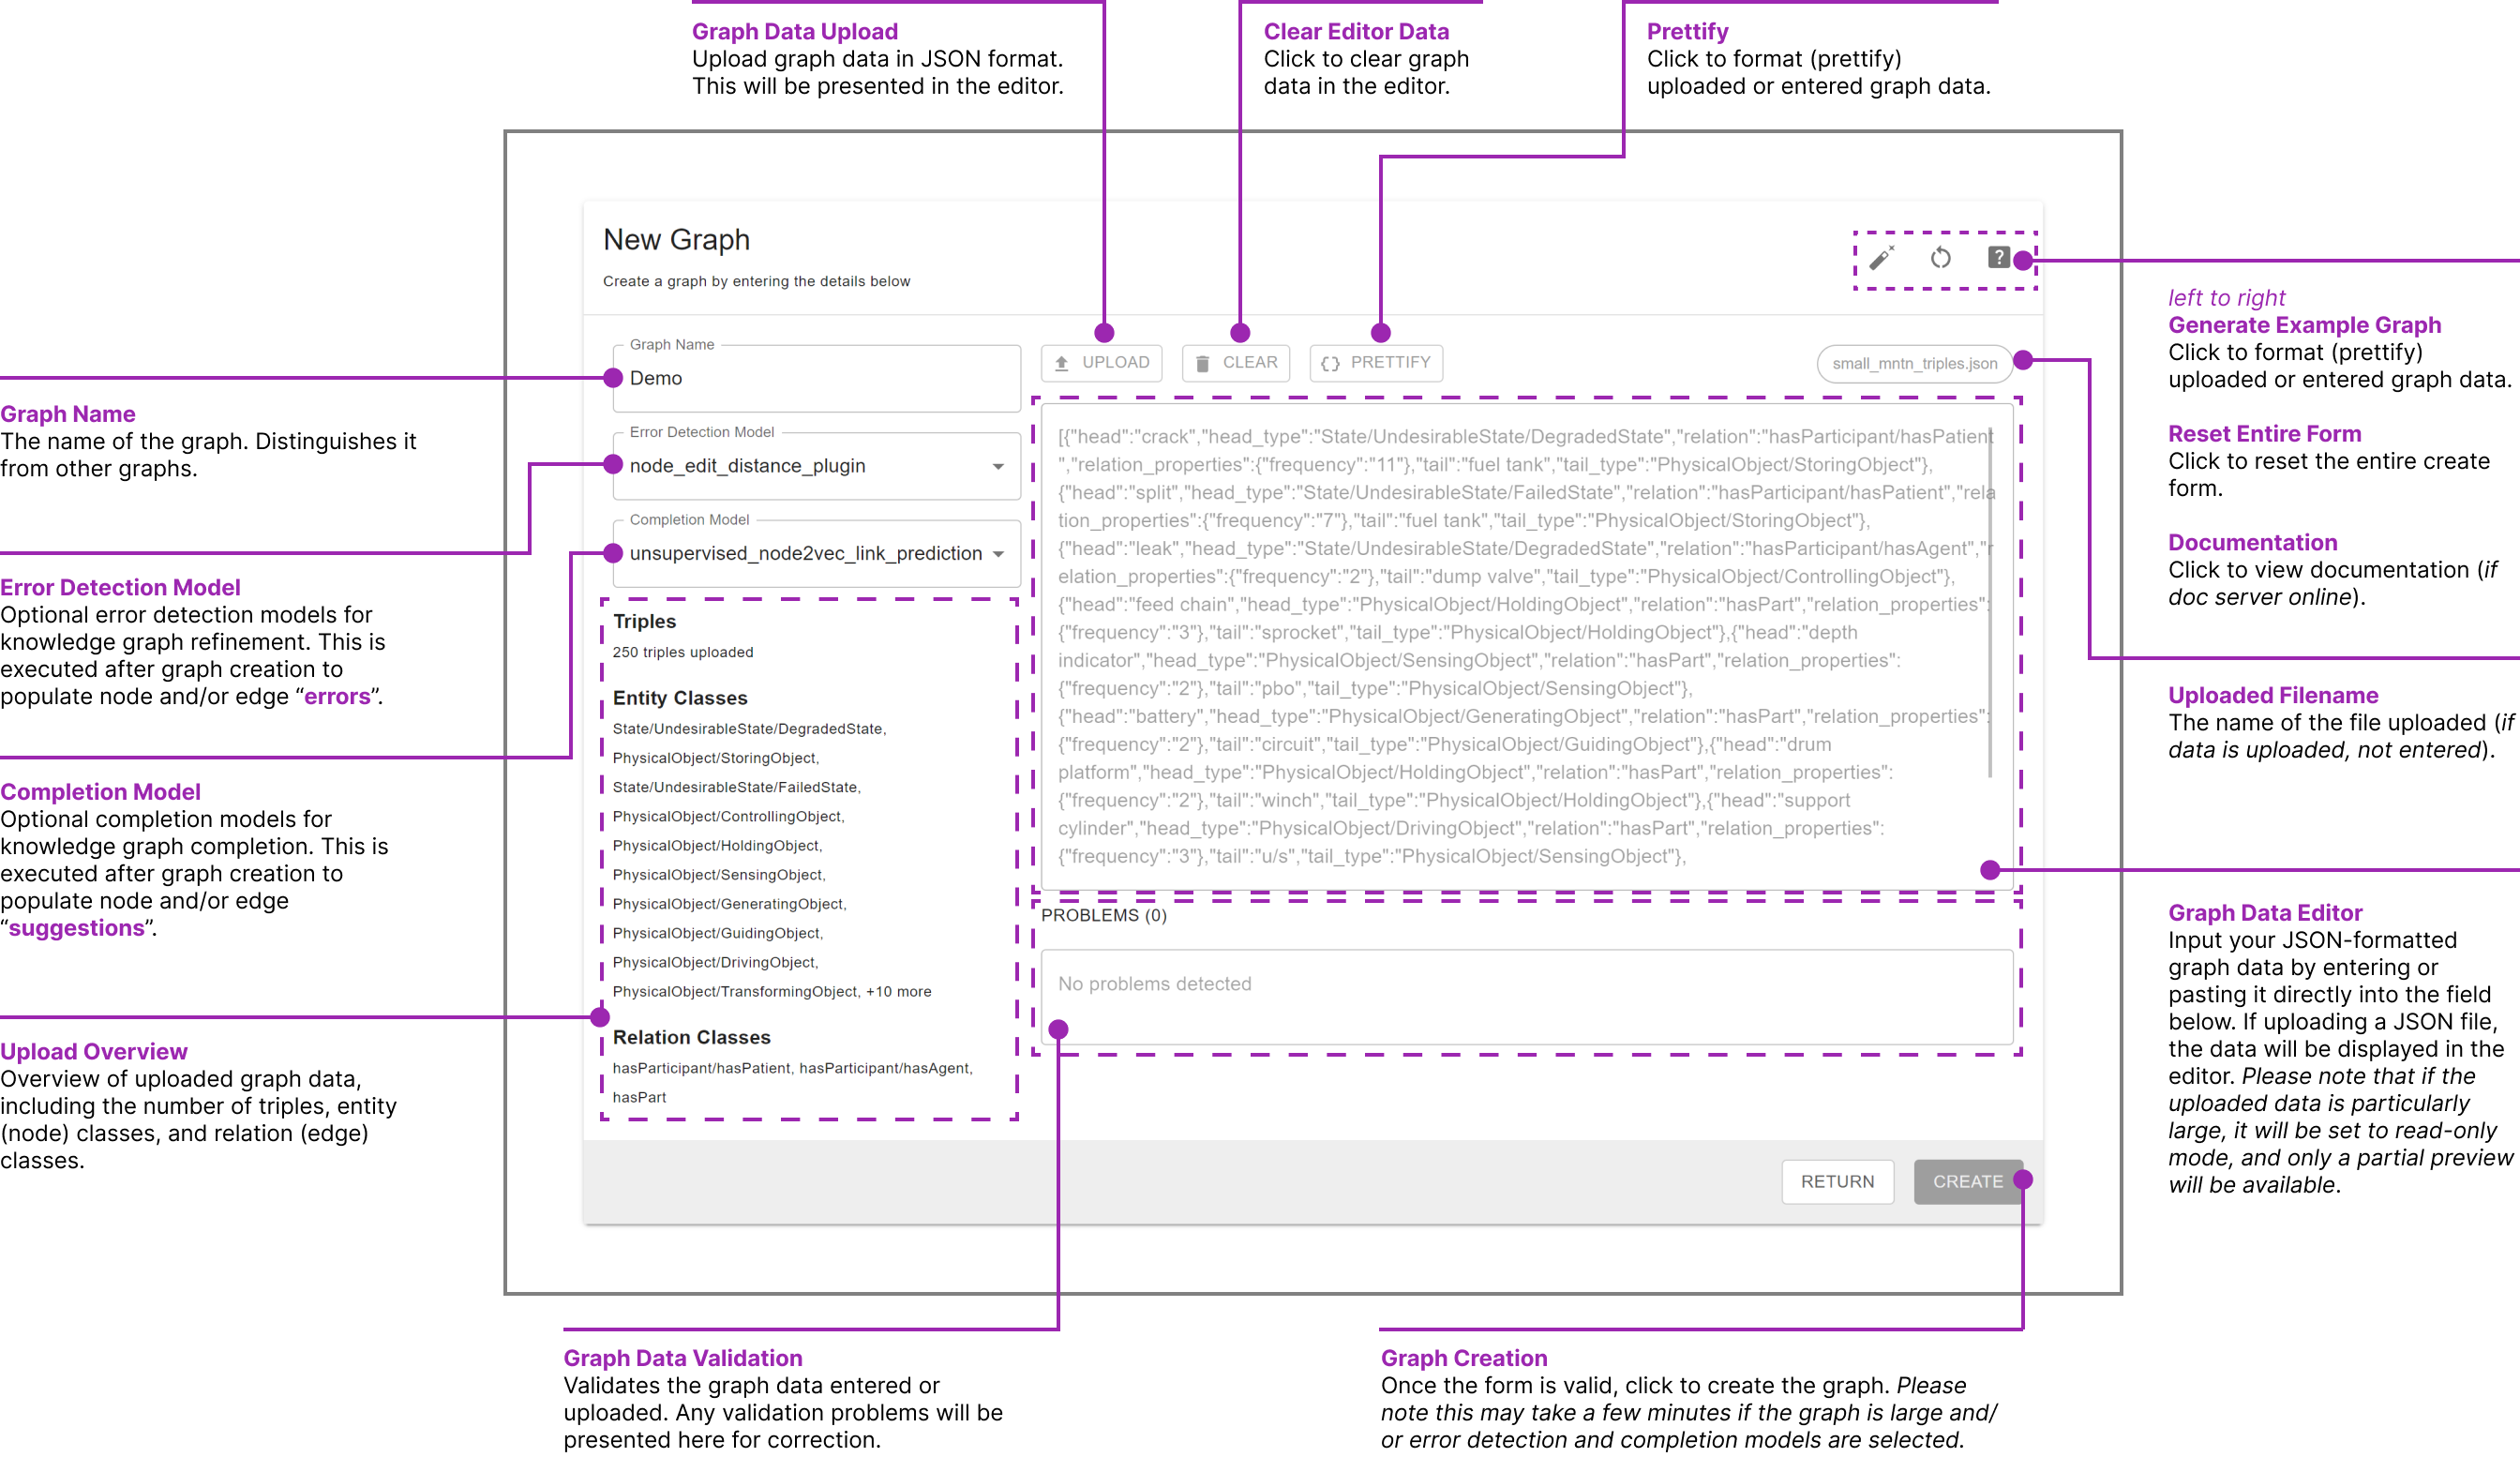 Graph Data Upload
Upload graph data in JSON format.
This will be presented in the editor.
Clear Editor Data
Click to clear graph
data in the editor.
Prettify
Click to format (prettify)
uploaded or entered graph data.
Graph Name
The name of the graph. Distinguishes it
from other graphs.
Error Detection Model
Optional error detection models for
knowledge graph refinement. This is
executed after graph creation to
populate node and/or edge “errors”.
Completion Model
Optional completion models for
knowledge graph completion. This is
executed after graph creation to
populate node and/or edge
“suggestions”.
Upload Overview
Overview of uploaded graph data,
including the number of triples, entity
(node) classes, and relation (edge)
classes.
New Graph
Create a graph by entering the details below
Graph Name
Demo
Error Detection Model
node_edit_distance_plugin
Completion Model
unsupervised_node2vec_link_prediction
Triples
250 triples uploaded
Entity Classes
State/UndesirableState/DegradedState,
PhysicalObject/StoringObject,
State/UndesirableState/FailedState,
PhysicalObject/ControllingObject,
PhysicalObject/HoldingObject,
PhysicalObject/SensingObject,
PhysicalObject/GeneratingObject,
PhysicalObject/GuidingObject,
PhysicalObject/DrivingObject,
PhysicalObject/TransformingObject, +10 more
Relation Classes
hasParticipant/hasPatient, hasParticipant/hasAgent,
hasPart
UPLOAD
CLEAR
{} PRETTIFY
small_mntn_triples.json
[{"head":"crack","head_type":"State/UndesirableState/DegradedState","relation":"hasParticipant/hasPatient
","relation_properties":{"frequency":"11"},"tail":"fuel tank","tail_type":"PhysicalObject/StoringObject"},
{"head":"split","head_type":"State/UndesirableState/FailedState","relation":"hasParticipant/hasPatient","rela
tion_properties":{"frequency":"7"},"tail":"fuel tank","tail_type":"PhysicalObject/StoringObject"},
{"head":"leak","head_type":"State/UndesirableState/DegradedState","relation":"hasParticipant/hasAgent","r
elation_properties":{"frequency":"2"},"tail":"dump valve","tail_type":"PhysicalObject/ControllingObject"},
{"head":"feed chain","head_type":"PhysicalObject/HoldingObject","relation":"hasPart","relation_properties":
{"frequency":"3"},"tail":"sprocket","tail_type":"PhysicalObject/HoldingObject"},{"head":"depth
indicator","head_type":"PhysicalObject/SensingObject","relation":"hasPart","relation_properties":
{"frequency":"2"},"tail":"pbo","tail_type":"PhysicalObject/SensingObject"},
{"head":"battery","head_type":"PhysicalObject/GeneratingObject","relation":"hasPart","relation_properties":
{"frequency":"2"},"tail":"circuit","tail_type":"PhysicalObject/GuidingObject"},{"head":"drum
platform","head_type":"PhysicalObject/HoldingObject","relation":"hasPart","relation_properties":
{"frequency":"2"},"tail":"winch","tail_type":"PhysicalObject/HoldingObject"},{"head":"support
cylinder","head_type":"PhysicalObject/DrivingObject","relation":"hasPart","relation_properties":
{"frequency":"3"},"tail":"u/s","tail_type":"PhysicalObject/SensingObject"},
PROBLEMS (0)
No problems detected
RETURN
CREATE
left to right
Generate Example Graph
Click to format (prettify)
uploaded or entered graph data.
Reset Entire Form
Click to reset the entire create
form.
Documentation
Click to view documentation (if
doc server online).
Uploaded Filename
The name of the file uploaded (if
data is uploaded, not entered).
Graph Data Editor
Input your JSON-formatted
graph data by entering or
pasting it directly into the field
below. If uploading a JSON file,
the data will be displayed in the
editor. Please note that if the
uploaded data is particularly
large, it will be set to read-only
mode, and only a partial preview
will be available.
Graph Data Validation
Validates the graph data entered or
uploaded. Any validation problems will be
presented here for correction.
Graph Creation
Once the form is valid, click to create the graph. Please
note this may take a few minutes if the graph is large and/
or error detection and completion models are selected.